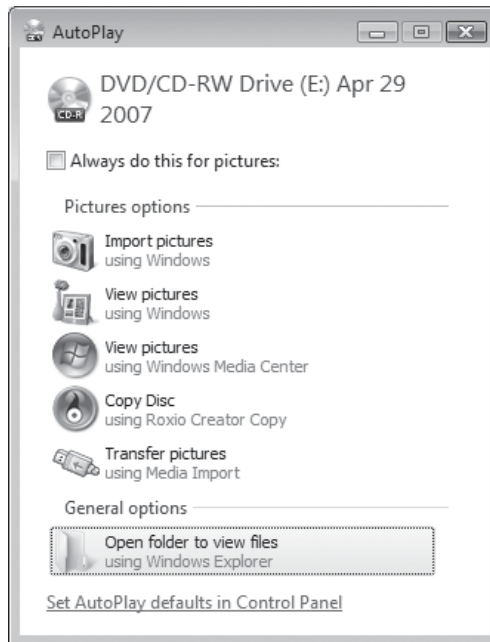 AutoPlay
DVD/CD-RW Drive (E:) Apr 29
2007
CD-R
Always do this for pictures:
Pictures options
Import pictures
using Windows
View pictures
using Windows
View pictures
using Windows Media Center
Copy Disc
using Roxio Creator Copy
Transfer pictures
using Media Import
General options
Open folder to view files
using Windows Explorer
Set AutoPlay defaults in Control Panel